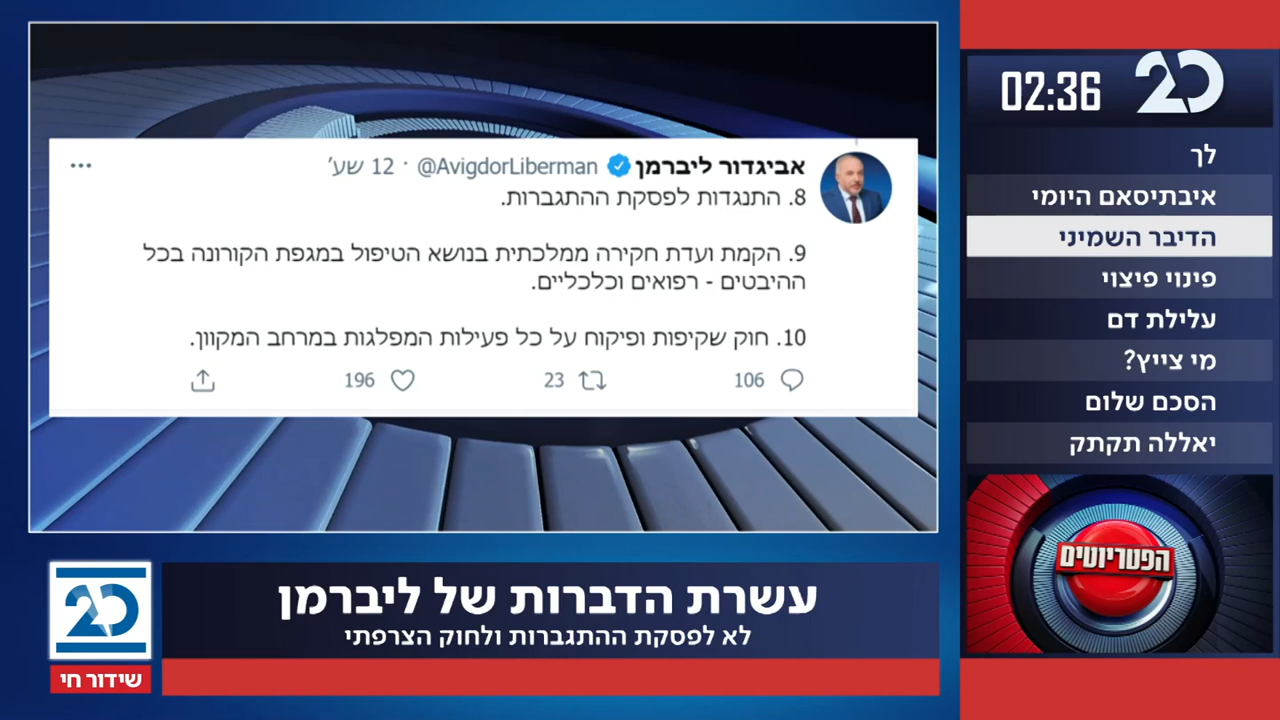 אביגדור ליברמן @AvigdorLiberman · 12 שע'
8. התנגדות לפסקת ההתגברות.
9. הקמת ועדת חקירה ממלכתית בנושא הטיפול במגפת הקורונה בכל
ההיבטים - רפואים וכלכליים.
10. חוק שקיפות ופיקוח על כל פעילות המפלגות במרחב המקוון.
106 23 196
עשרת הדברות של ליברמן
לא לפסקת ההתגברות ולחוק הצרפתי
20
שידור חי
02:36 20
לך
איבתיסאם היומי
הדיבר השמיני
פינוי פיצוי
עלילת דם
מי צייץ?
הסכם שלום
יאללה תקתק
הפטריוטים